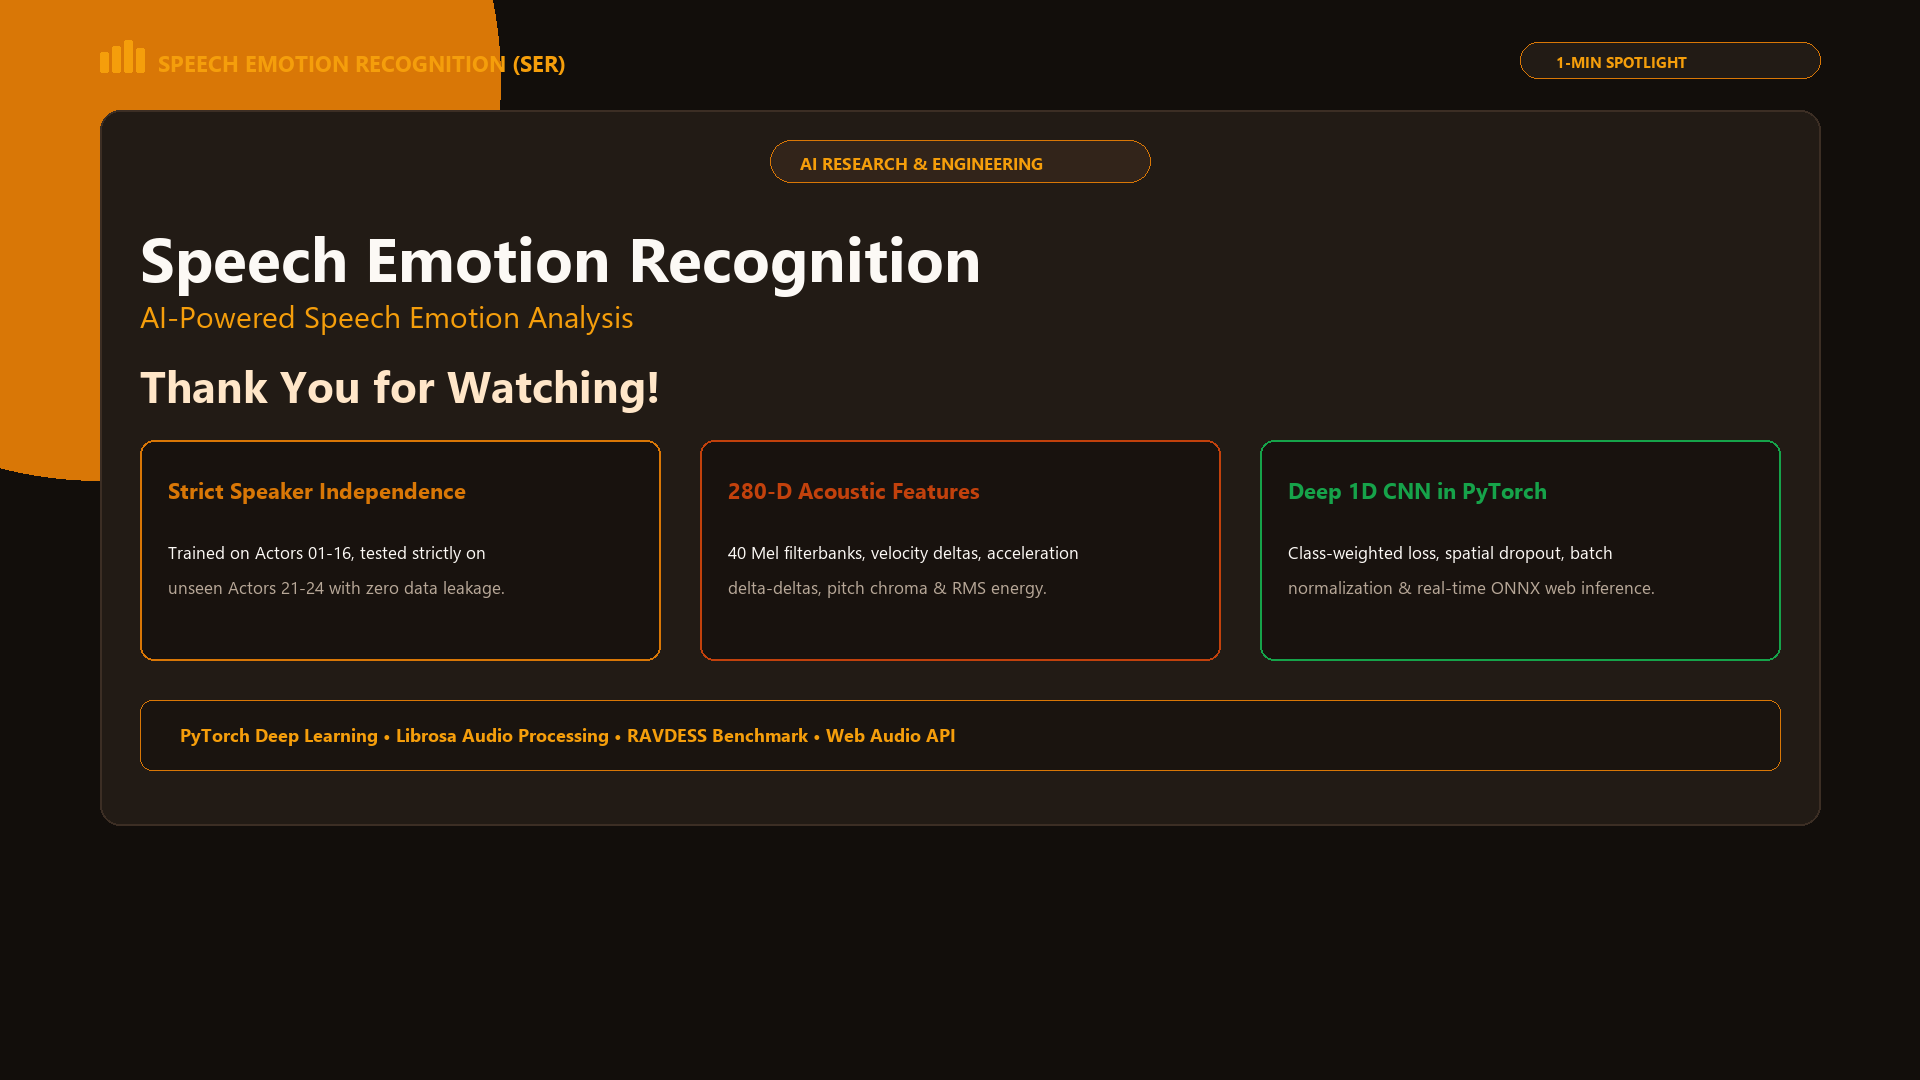 SPEECH EMOTION RECOGNITION (SER)
1-MIN SPOTLIGHT
AI RESEARCH & ENGINEERING
Speech Emotion Recognition
AI-Powered Speech Emotion Analysis
Thank You for Watching!
Strict Speaker Independence
Trained on Actors 01-16, tested strictly on
unseen Actors 21-24 with zero data leakage.
280-D Acoustic Features
40 Mel filterbanks, velocity deltas, acceleration
delta-deltas, pitch chroma & RMS energy.
Deep 1D CNN in PyTorch
Class-weighted loss, spatial dropout, batch
normalization & real-time ONNX web inference.
PyTorch Deep Learning • Librosa Audio Processing • RAVDESS Benchmark • Web Audio API